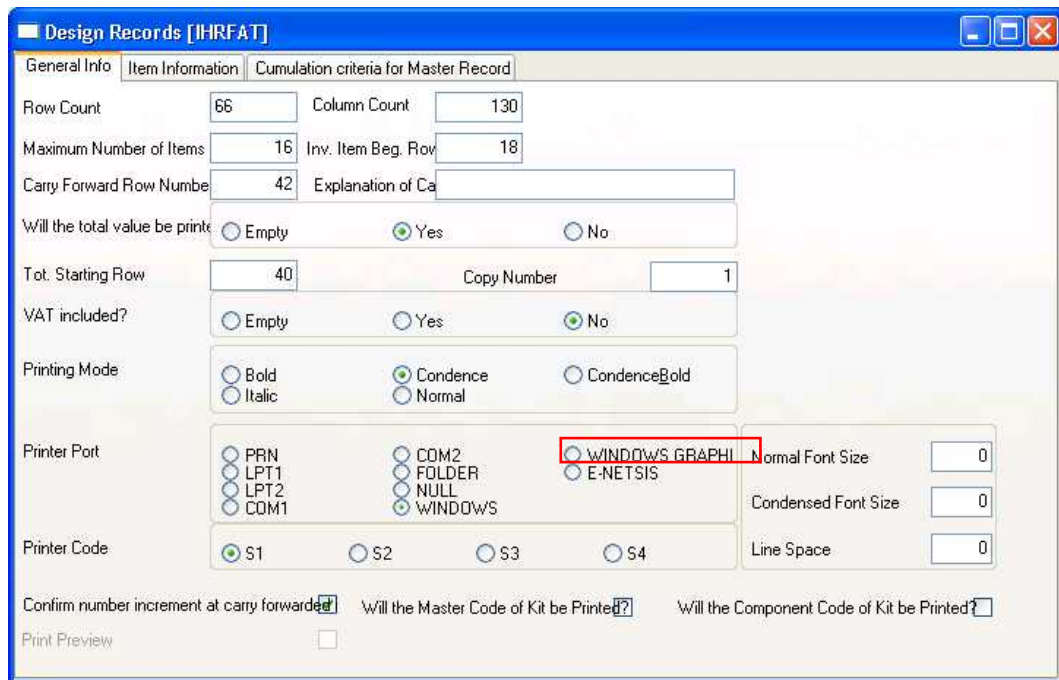 Design Records [IHRFAT]
General Info Item Information Cumulation criteria for Master Record
Row Count 66 Column Count 130
Maximum Number of Items 16 Inv. Item Beg. Row 18
Carry Forward Row Numbe 42 Explanation of Ca
Will the total value be printe Empty Yes No
Tot. Starting Row 40 Copy Number 1
VAT included? Empty Yes No
Printing Mode Bold Condence CondenceBold
Italic Normal
Printer Port PRN COM2 WINDOWS GRAPHI Normal Font Size 0
LPT1 FOLDER E-NETSIS
LPT2 NULL
COM1 WINDOWS Condensed Font Size 0
Printer Code S1 S2 S3 S4 Line Space 0
Confirm number increment at carry forwarded Will the Master Code of Kit be Printed? Will the Component Code of Kit be Printed?
Print Preview